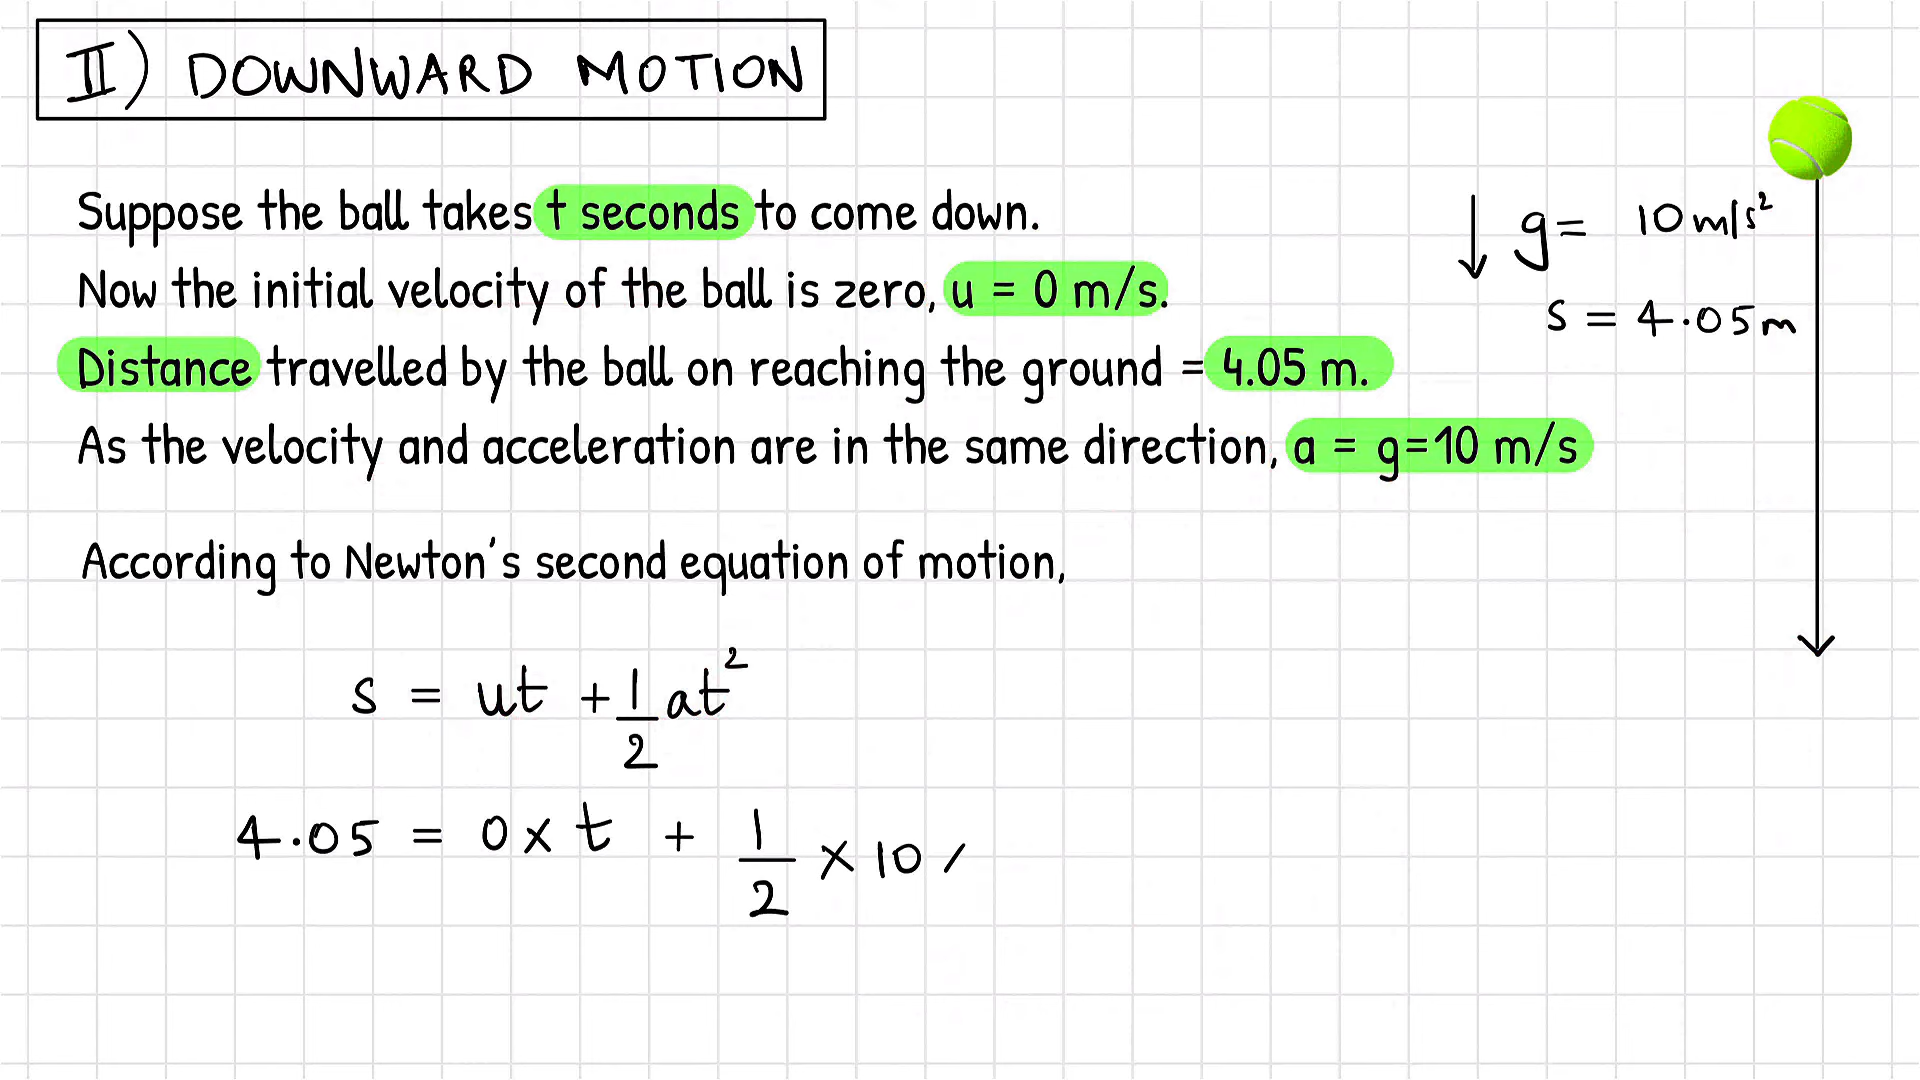 II) DOWNWARD MOTION
Suppose the ball takes t seconds to come down.
Now the initial velocity of the ball is zero, u = 0 m/s.
Distance travelled by the ball on reaching the ground = 4.05 m.
As the velocity and acceleration are in the same direction, a = g=10 m/s
g = 10 m/s²
s = 4.05 m
According to Newton's second equation of motion,
s = ut + 1/2 at²
4.05 = 0 x t + 1/2 x 10 /